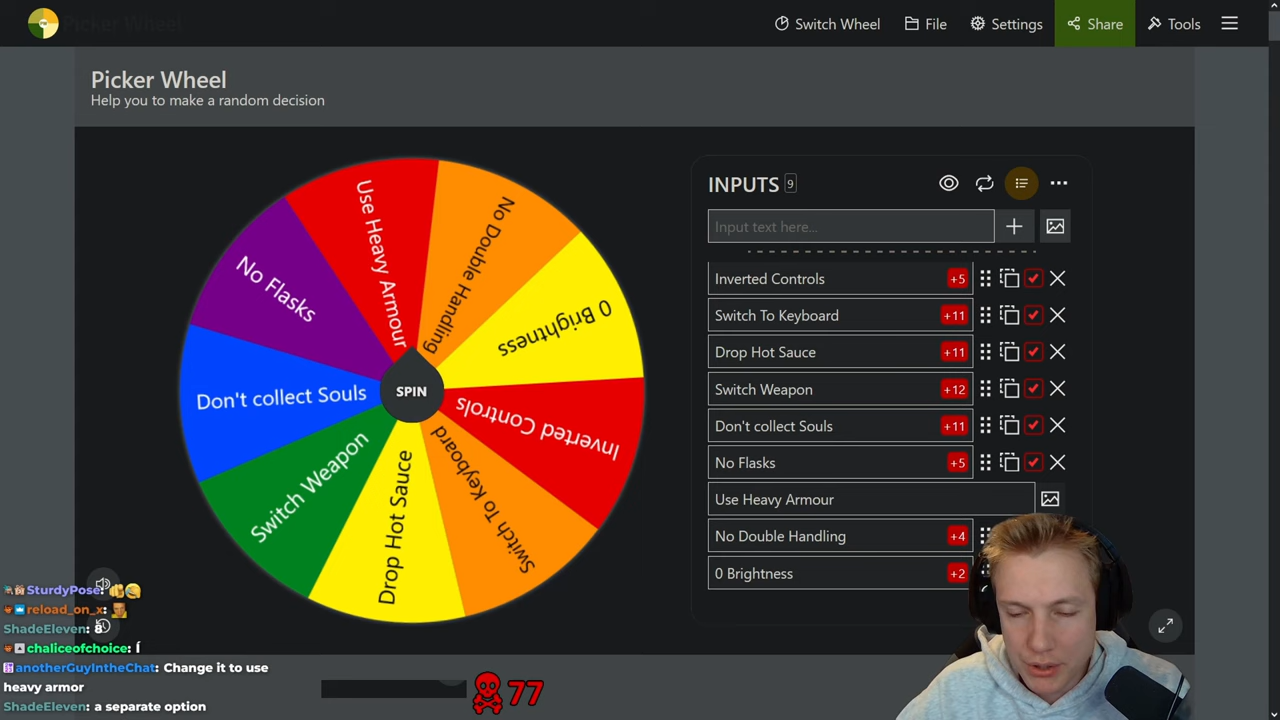 Picker Wheel
Switch Wheel
File
Settings
Share
Tools
Picker Wheel
Help you to make a random decision
Use Heavy Armour
No Double Handling
0 Brightness
Inverted Controls
Switch To Keyboard
Drop Hot Sauce
Switch Weapon
Don't collect Souls
No Flasks
SPIN
INPUTS 9
Input text here...
Inverted Controls +5
Switch To Keyboard +11
Drop Hot Sauce +11
Switch Weapon +12
Don't collect Souls +11
No Flasks +5
Use Heavy Armour
No Double Handling +4
0 Brightness +2
SturdyPose:
reload_on_x:
ShadeEleven: 8
chaliceofchoice: Í
anotherGuyIntheChat: Change it to use
heavy armor
ShadeEleven: a separate option
77